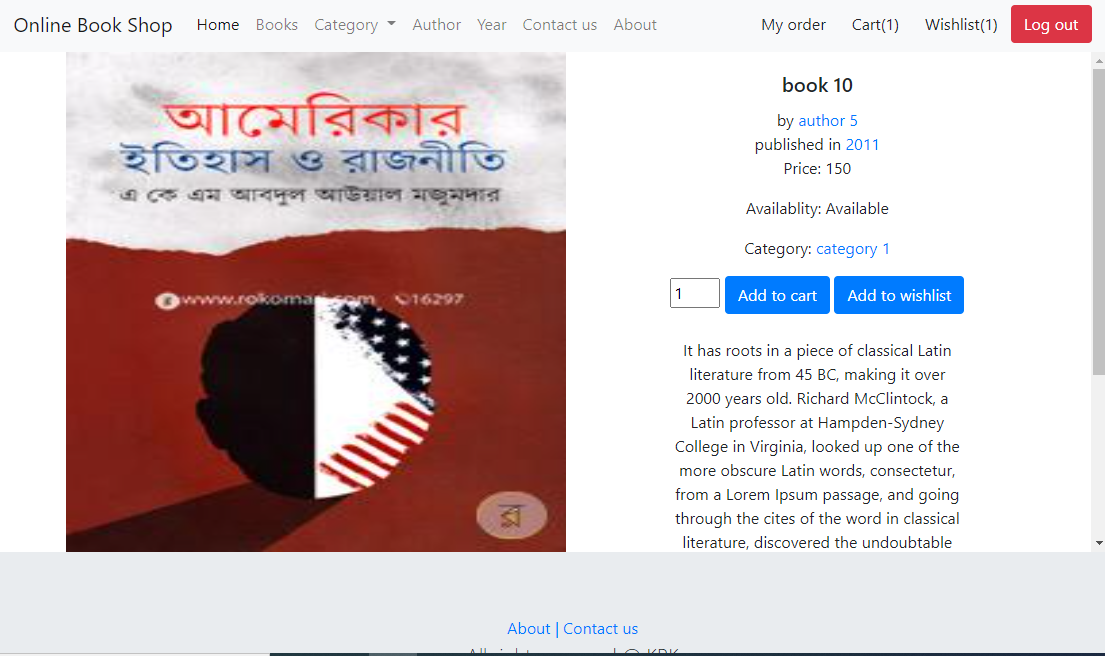 Online Book Shop Home Books Category Author Year Contact us About My order Cart(1) Wishlist(1) Log out
আমেরিকার
ইতিহাস ও রাজনীতি
এ কে এম আবদুল আউয়াল মজুমদার
www.rokomari.com 16297
র
book 10
by author 5
published in 2011
Price: 150
Availablity: Available
Category: category 1
1 Add to cart Add to wishlist
It has roots in a piece of classical Latin
literature from 45 BC, making it over
2000 years old. Richard McClintock, a
Latin professor at Hampden-Sydney
College in Virginia, looked up one of the
more obscure Latin words, consectetur,
from a Lorem Ipsum passage, and going
through the cites of the word in classical
literature, discovered the undoubtable
About | Contact us